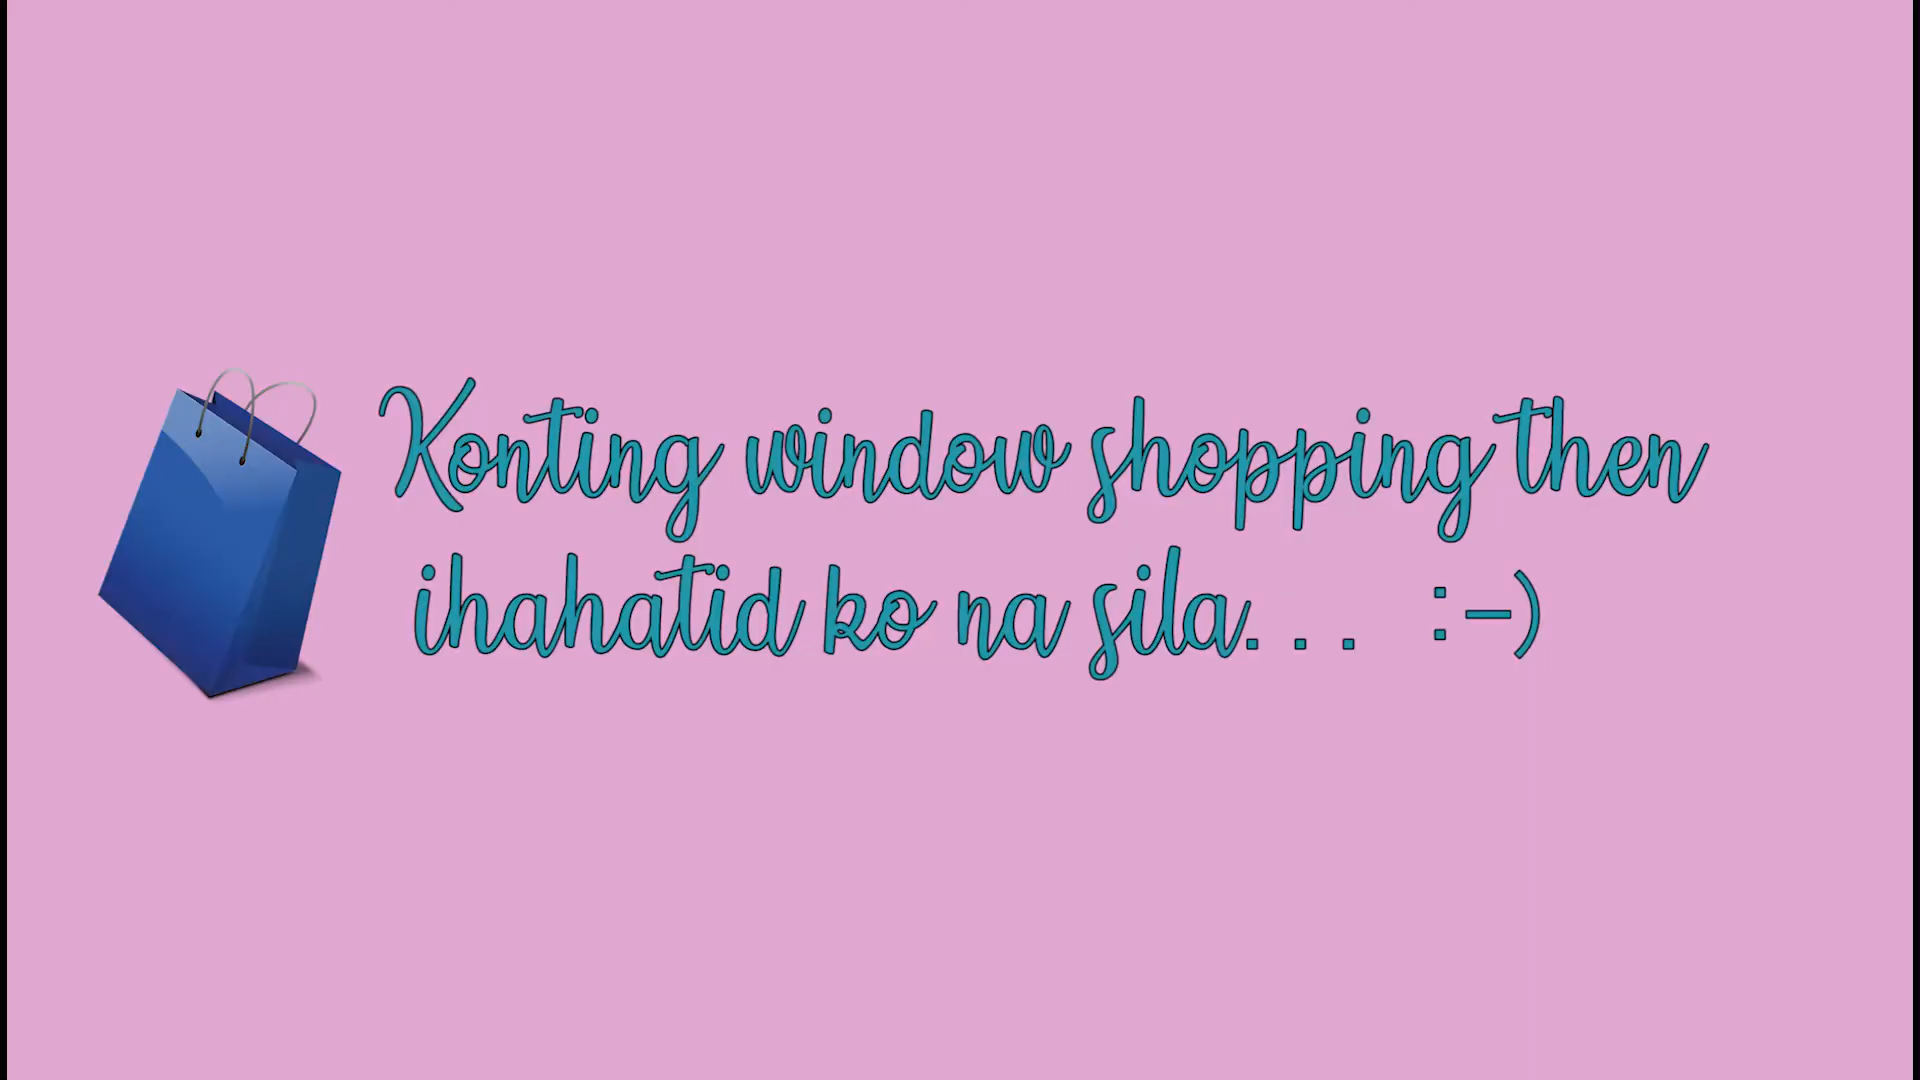 Konting window shopping then
ihahatid ko na sila. . . :-)